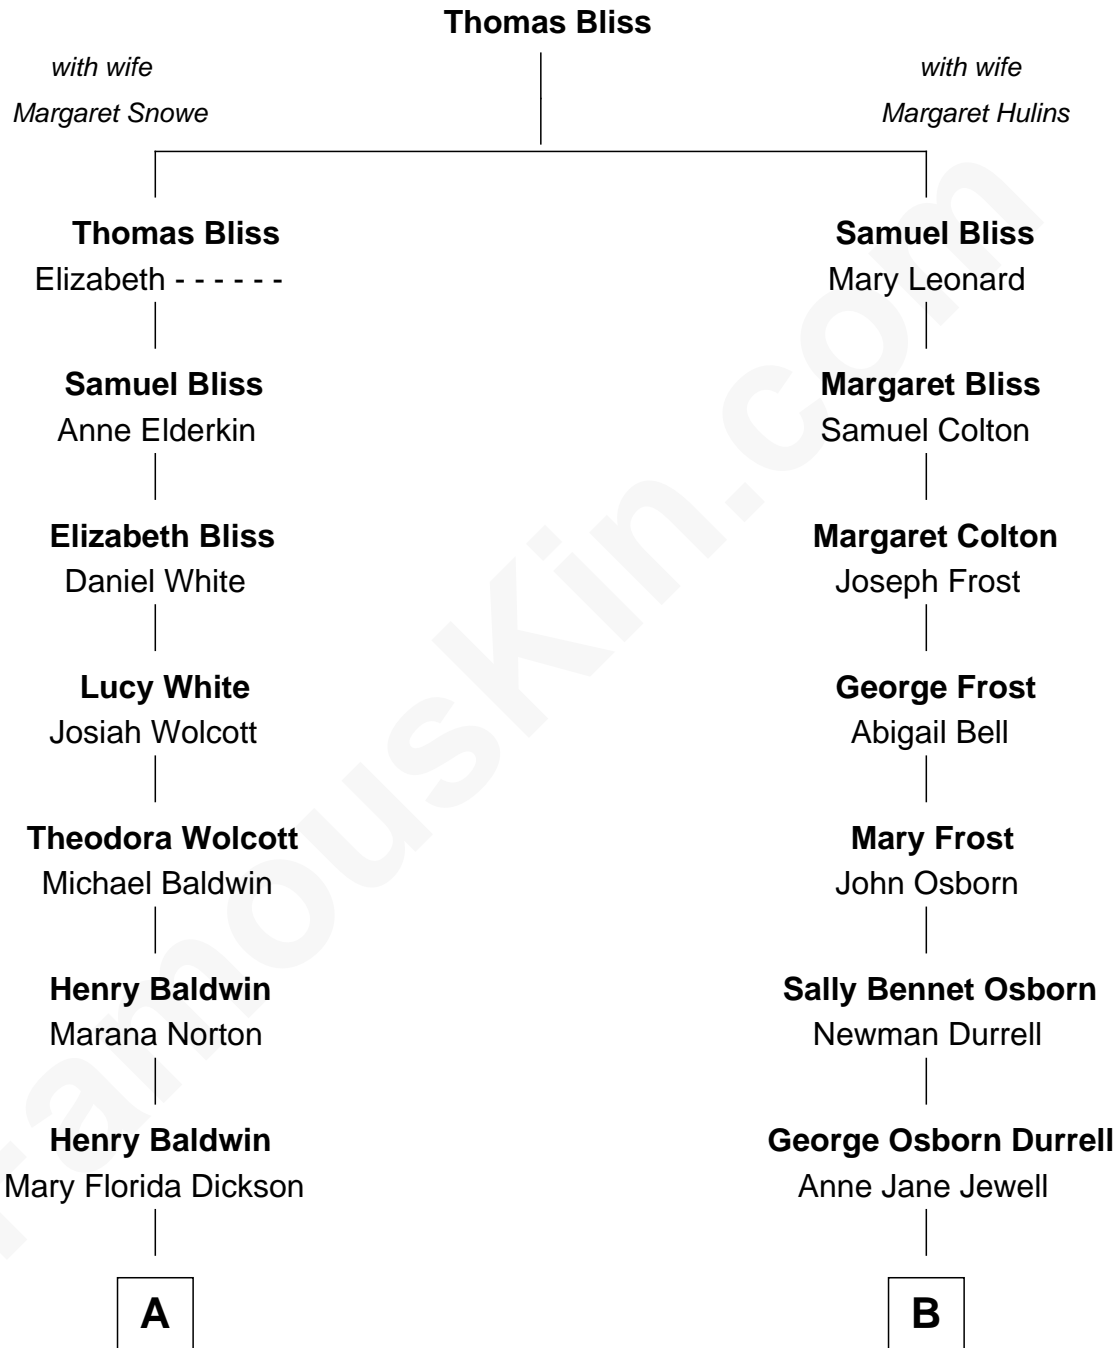 Thomas Bliss
with wife
Margaret Snowe
with wife
Margaret Hulins
Thomas Bliss
Elizabeth - - - - - -
Samuel Bliss
Mary Leonard
Samuel Bliss
Anne Elderkin
Margaret Bliss
Samuel Colton
Elizabeth Bliss
Daniel White
Margaret Colton
Joseph Frost
Lucy White
Josiah Wolcott
George Frost
Abigail Bell
Theodora Wolcott
Michael Baldwin
Mary Frost
John Osborn
Henry Baldwin
Marana Norton
Sally Bennet Osborn
Newman Durrell
Henry Baldwin
Mary Florida Dickson
George Osborn Durrell
Anne Jane Jewell
A
B
FamousKin.com